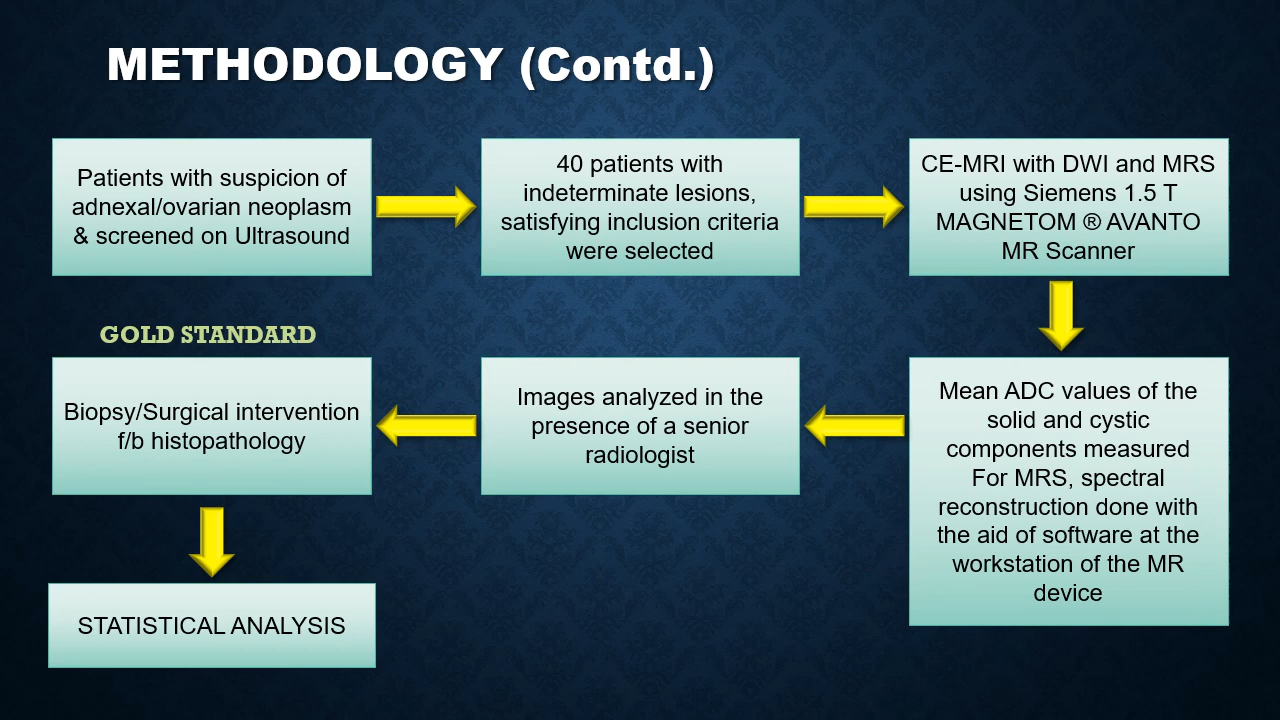 METHODOLOGY (Contd.)
Patients with suspicion of
adnexal/ovarian neoplasm
& screened on Ultrasound
40 patients with
indeterminate lesions,
satisfying inclusion criteria
were selected
CE-MRI with DWI and MRS
using Siemens 1.5 T
MAGNETOM ® AVANTO
MR Scanner
Mean ADC values of the
solid and cystic
components measured
For MRS, spectral
reconstruction done with
the aid of software at the
workstation of the MR
device
Images analyzed in the
presence of a senior
radiologist
GOLD STANDARD
Biopsy/Surgical intervention
f/b histopathology
STATISTICAL ANALYSIS